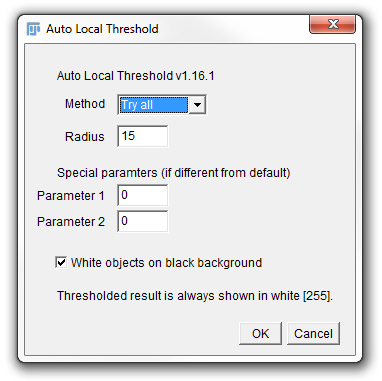 Auto Local Threshold
Auto Local Threshold v1.16.1
Method Try all
Radius 15
Special paramters (if different from default)
Parameter 1 0
Parameter 2 0
White objects on black background
Thresholded result is always shown in white [255].
OK Cancel